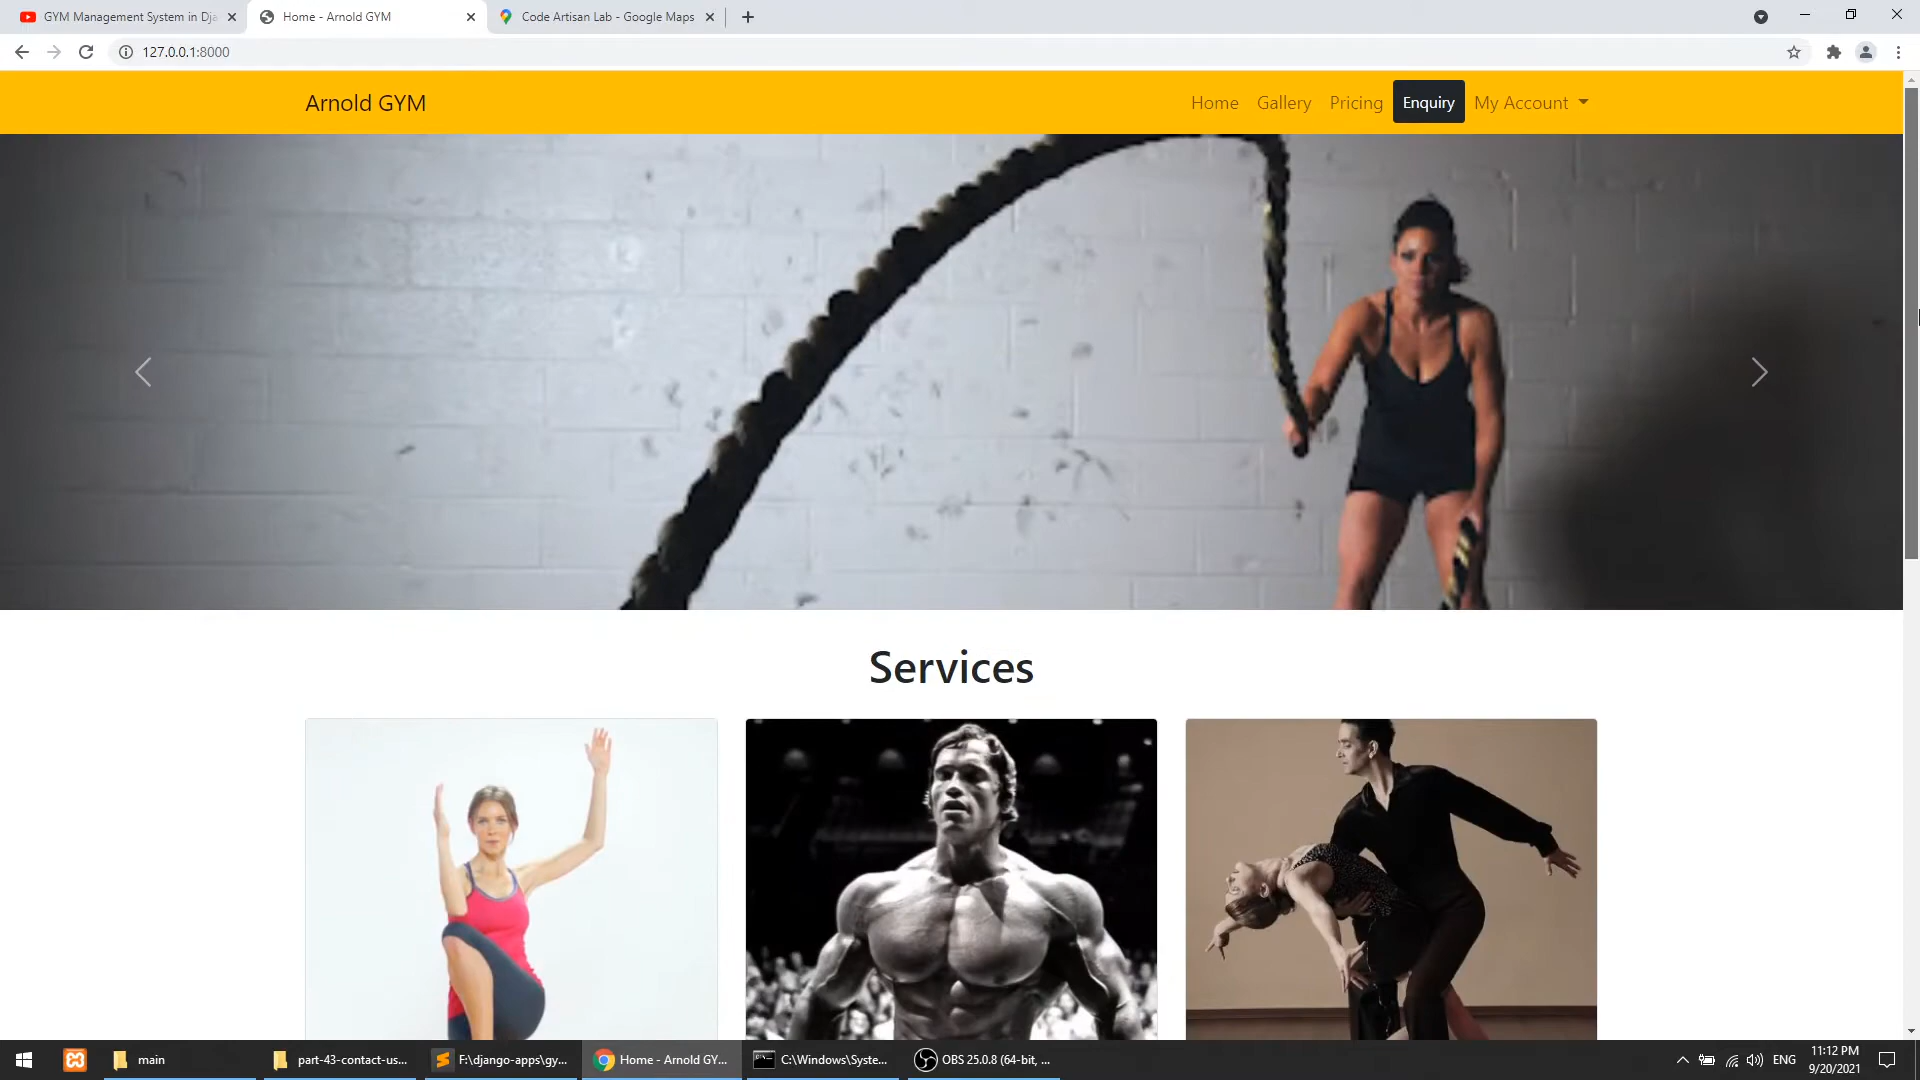 GYM Management System in Dja
Home - Arnold GYM
Code Artisan Lab - Google Maps
127.0.0.1:8000
Arnold GYM
Home
Gallery
Pricing
Enquiry
My Account
Services
main
part-43-contact-us...
F:\django-apps\gy...
Home - Arnold GY...
C:\Windows\Syste...
OBS 25.0.8 (64-bit, ...
ENG
11:12 PM
9/20/2021